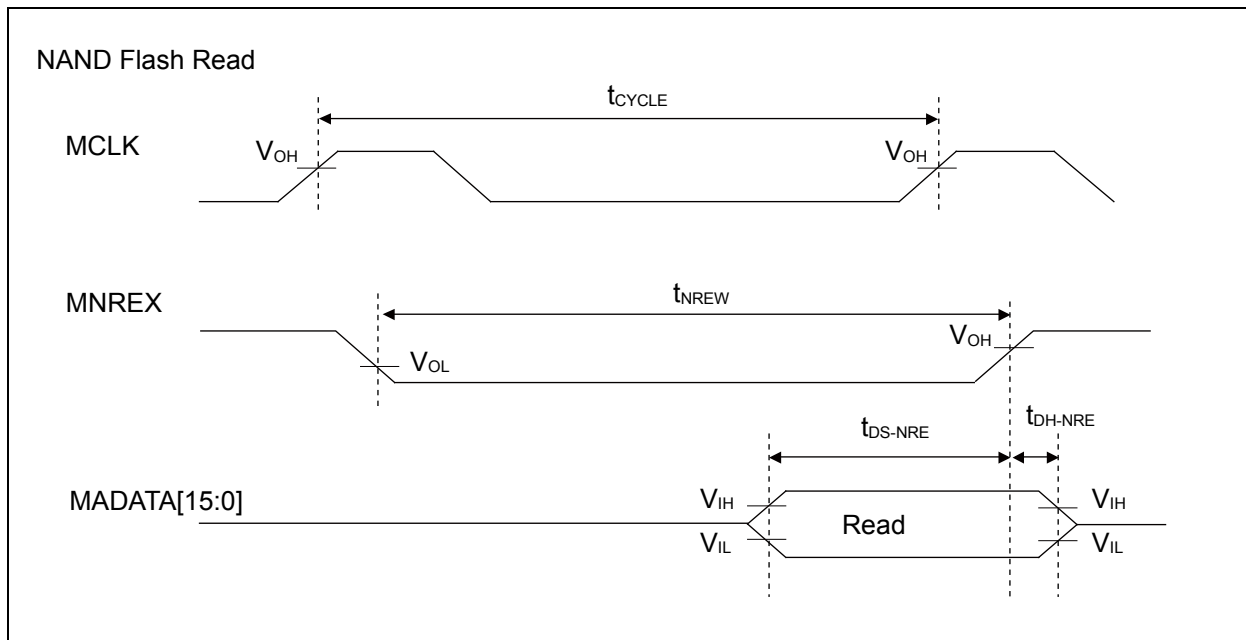 NAND Flash Read
tCYCLE
MCLK
VOH
VOH
tNREW
MNREX
VOH
VOL
tDS-NRE
tDH-NRE
MADATA[15:0]
VIH
VIH
Read
VIL
VIL